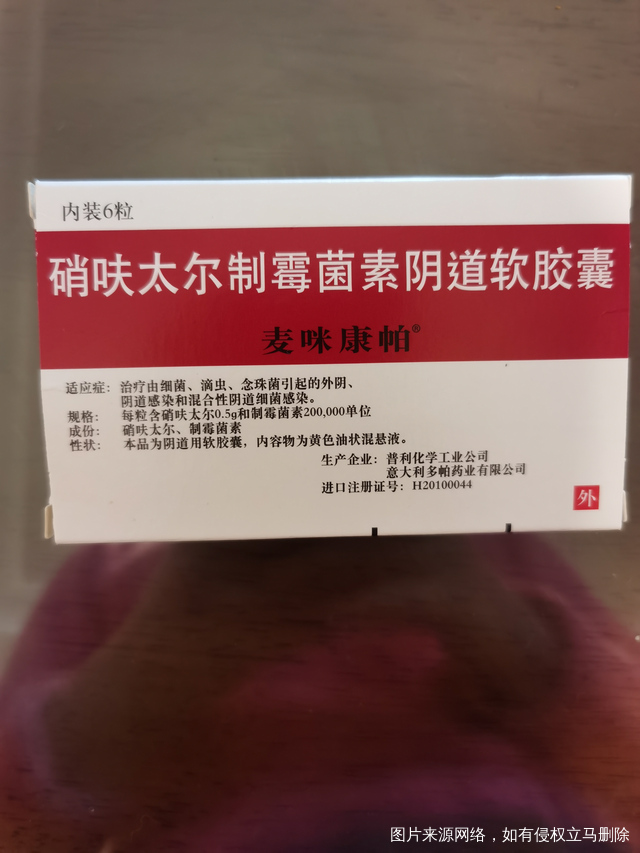 内装6粒
硝呋太尔制霉菌素阴道软胶囊
麦咪康帕®
适应症：治疗由细菌、滴虫、念珠菌引起的外阴、
阴道感染和混合性阴道细菌感染。
规格：每粒含硝呋太尔0.5g和制霉菌素200,000单位
成份：硝呋太尔、制霉菌素
性状：本品为阴道用软胶囊，内容物为黄色油状混悬液。
生产企业：普利化学工业公司
意大利多帕药业有限公司
进口注册证号：H20100044
外
图片来源网络，如有侵权立马删除